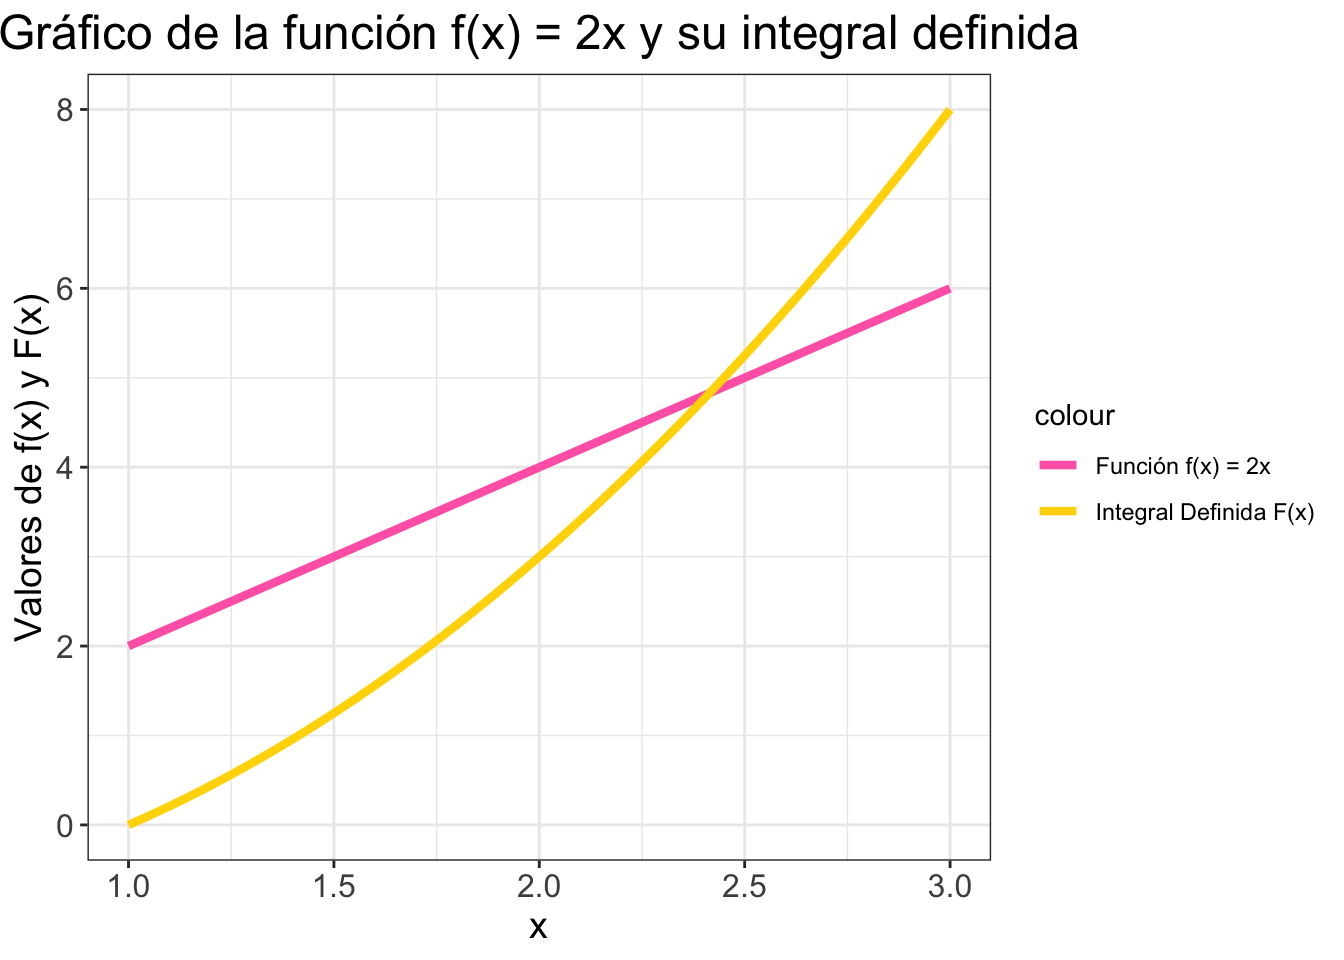 Gráfico de la función f(x) = 2x y su integral definida
Valores de f(x) y F(x)
8
6
4
2
0
1.0 1.5 2.0 2.5 3.0
x
colour
Función f(x) = 2x
Integral Definida F(x)